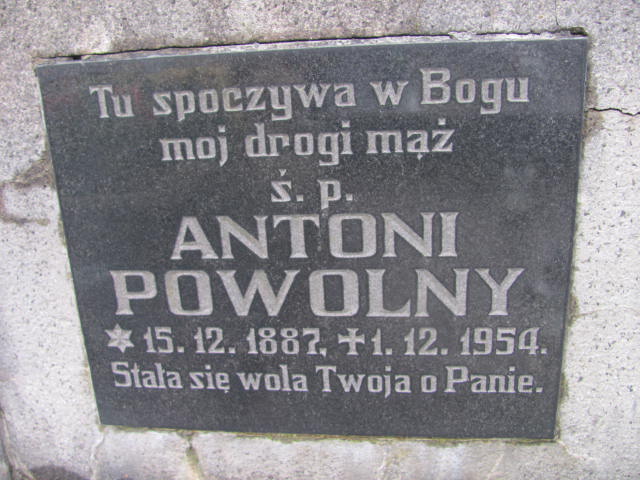 Tu spoczywa w Bogu
moj drogi mąż
ś. p.
ANTONI
POWOLNY
* 15. 12. 1887, ✝ 1. 12. 1954.
Stała się wola Twoja o Panie.